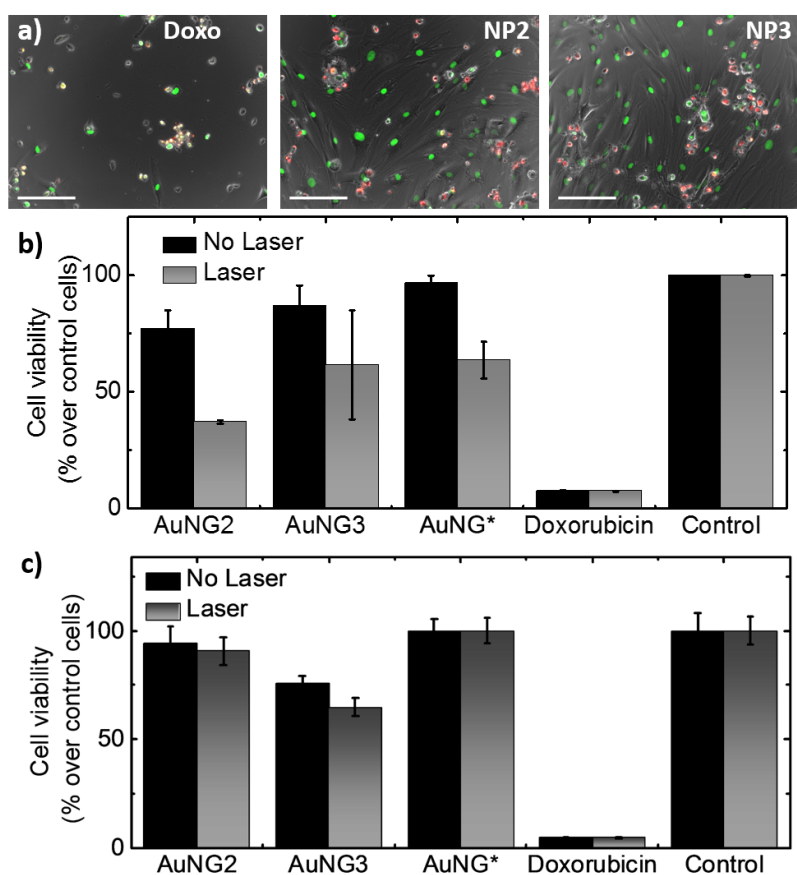 a) Doxo NP2 NP3
b)
No Laser
Laser
Cell viability
(% over control cells)
100
50
0
AuNG2 AuNG3 AuNG* Doxorubicin Control
c)
No Laser
Laser
Cell viability
(% over control cells)
100
50
0
AuNG2 AuNG3 AuNG* Doxorubicin Control